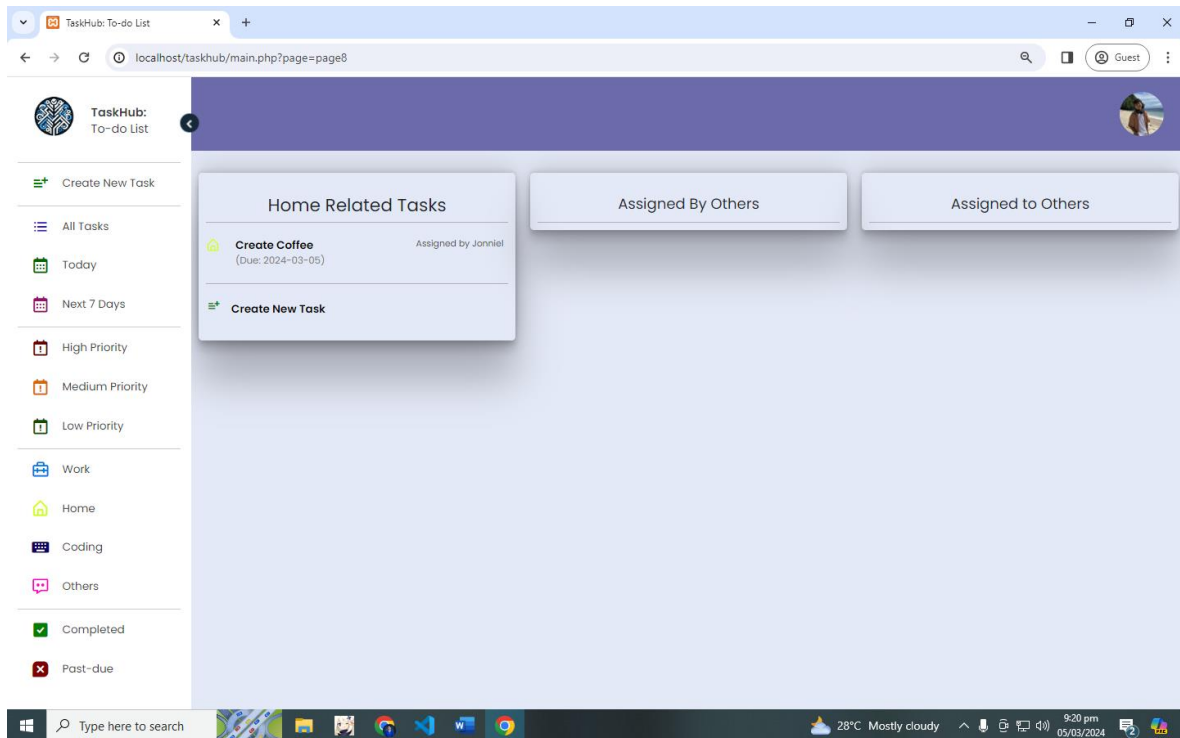 TaskHub: To-do List
localhost/taskhub/main.php?page=page8
Guest
TaskHub:
To-do List
Create New Task
All Tasks
Today
Next 7 Days
High Priority
Medium Priority
Low Priority
Work
Home
Coding
Others
Completed
Past-due
Home Related Tasks
Create Coffee
Assigned by Jonniel
(Due: 2024-03-05)
Create New Task
Assigned By Others
Assigned to Others
Type here to search
28°C Mostly cloudy
9:20 pm
05/03/2024
2